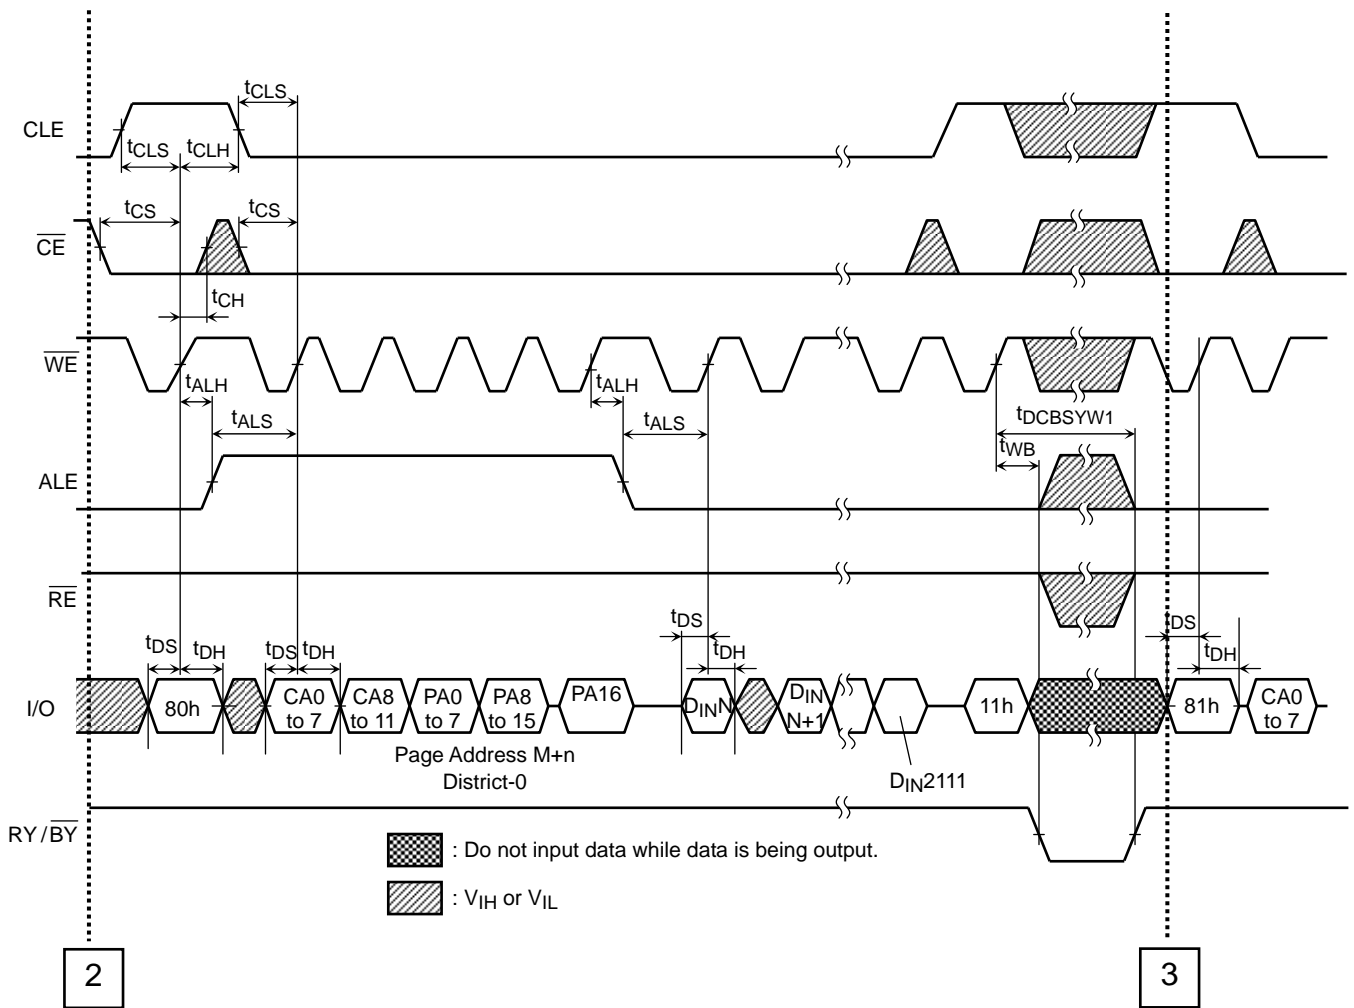 tCLS
CLE
tCLS tCLH
tCS tCS
CE
tCH
WE
tALH tALH
tALS tALS
tDCBSYW1
tWB
ALE
RE
tDS tDH tDS tDH tDS tDH DS tDH
I/O
80h
CA0 to 7
CA8 to 11
PA0 to 7
PA8 to 15
PA16
DINN
DIN N+1
11h
81h
CA0 to 7
Page Address M+n
District-0
DIN2111
RY/BY
: Do not input data while data is being output.
: VIH or VIL
2
3